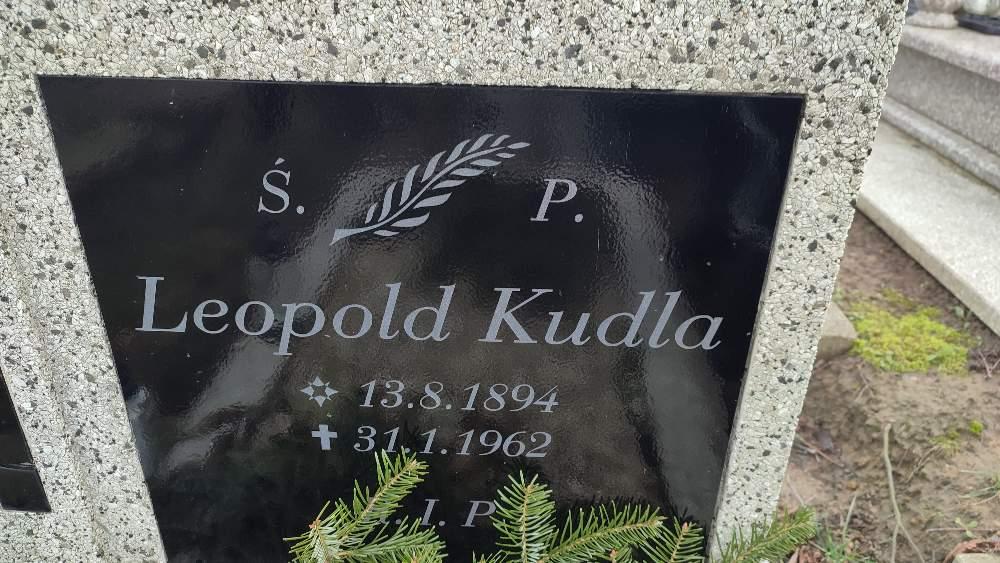 Ś. P.
Leopold Kudla
13.8.1894
31.1.1962
I. P